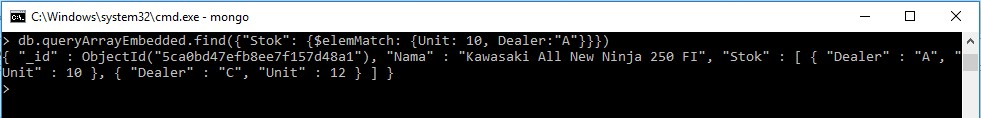 C:\Windows\system32\cmd.exe - mongo
> db.queryArrayEmbedded.find({"Stok": {$elemMatch: {Unit: 10, Dealer:"A"}}})
{ "_id" : ObjectId("5ca0bd47efb8ee7f157d48a1"), "Nama" : "Kawasaki All New Ninja 250 FI", "Stok" : [ { "Dealer" : "A", "
Unit" : 10 }, { "Dealer" : "C", "Unit" : 12 } ] }
>